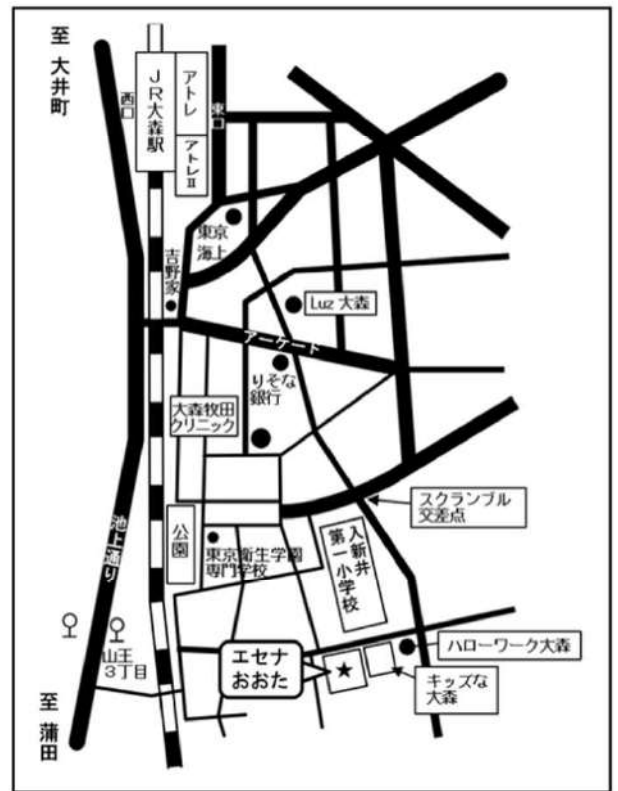 至 大井町
西口
JR大森駅
アトレ
アトレⅡ
東口
東京
海上
吉野家
Luz 大森
アーケード
りそな
銀行
大森牧田
クリニック
スクランブル
交差点
公園
池上通り
東京衛生学園
専門学校
入新井
第一小学校
山王
3丁目
エセナ
おおた
★
ハローワーク大森
キッズな
大森
至 蒲田